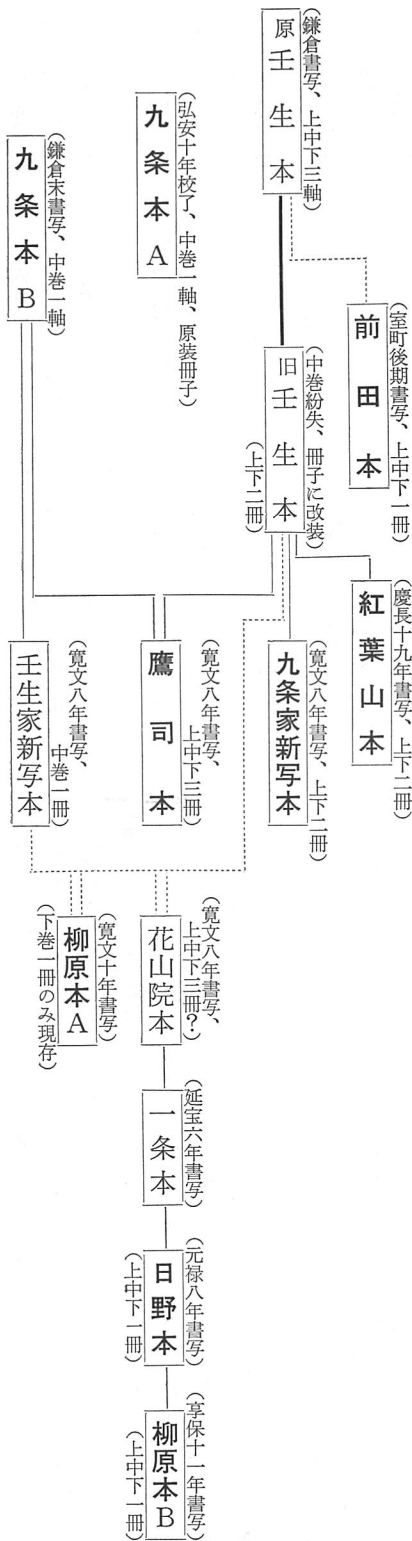 (鎌倉書写、上中下三軸)
原壬生本
(室町後期書写、上中下一冊)
前田本
(弘安十年校了、中巻一軸、原装冊子)
九条本A
(鎌倉末書写、中巻一軸)
九条本B
(中巻紛失、冊子に改装)
旧壬生本
(上下二冊)
(慶長十九年書写、上下二冊)
紅葉山本
(寛文八年書写、上下二冊)
九条家新写本
(寛文八年書写、
上中下三冊)
鷹司本
(寛文八年書写、
中巻一冊)
壬生家新写本
(寛文八年書写、
上中下三冊?)
花山院本
(寛文十年書写)
柳原本A
(下巻一冊のみ現存)
(延宝六年書写)
一条本
(元禄八年書写)
日野本
(上中下一冊)
(享保十一年書写)
柳原本B
(上中下一冊)